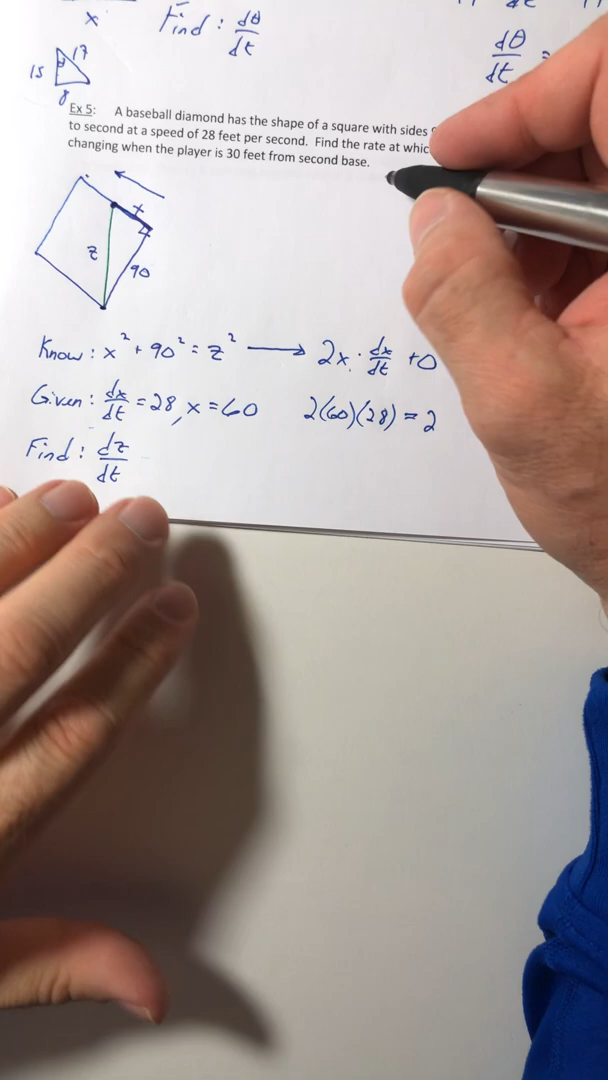 x
Find : dθ/dt
dθ/dt =
17
15
8
Ex 5: A baseball diamond has the shape of a square with sides
to second at a speed of 28 feet per second. Find the rate at whic
changing when the player is 30 feet from second base.
x
z
90
Know : x² + 90² = z² → 2x · dx/dt + 0
Given : dx/dt = 28, x = 60 2(60)(28) = 2
Find : dz/dt